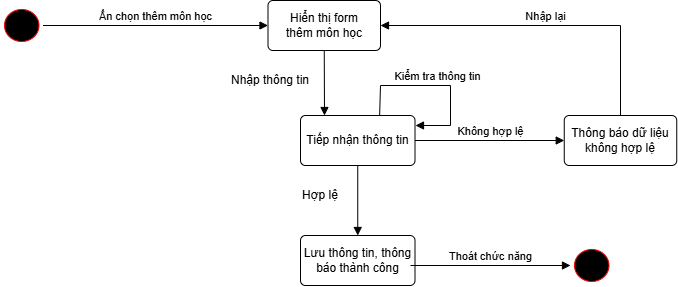 Ấn chọn thêm môn học
Hiển thị form
thêm môn học
Nhập lại
Nhập thông tin
Kiểm tra thông tin
Tiếp nhận thông tin
Không hợp lệ
Thông báo dữ liệu
không hợp lệ
Hợp lệ
Lưu thông tin, thông
báo thành công
Thoát chức năng